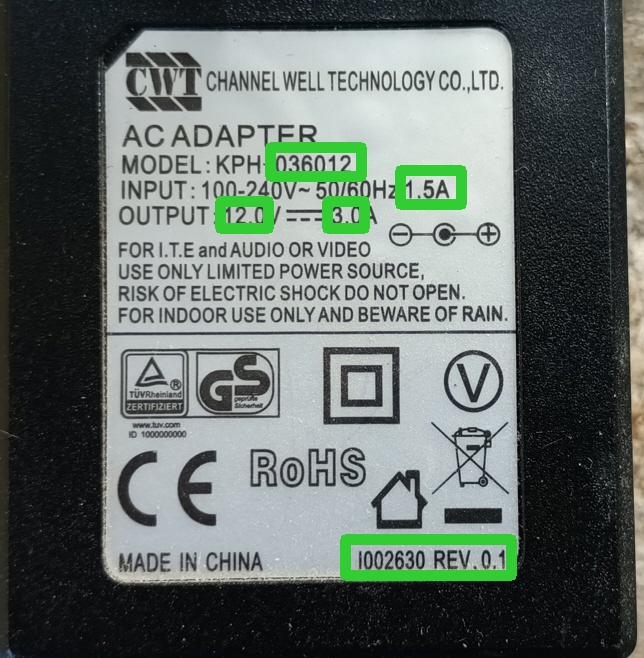 CWT CHANNEL WELL TECHNOLOGY CO.,LTD.
AC ADAPTER
MODEL: KPH-036012
INPUT: 100-240V~50/60Hz 1.5A
OUTPUT: 12.0V 3.0A
FOR I.T.E and AUDIO OR VIDEO
USE ONLY LIMITED POWER SOURCE,
RISK OF ELECTRIC SHOCK DO NOT OPEN.
FOR INDOOR USE ONLY AND BEWARE OF RAIN.
TÜVRheinland
ZERTIFIZIERT
GS
geprüfte
Sicherheit
V
www.tuv.com
ID 1000000000
CE
RoHS
MADE IN CHINA
I002630 REV.0.1